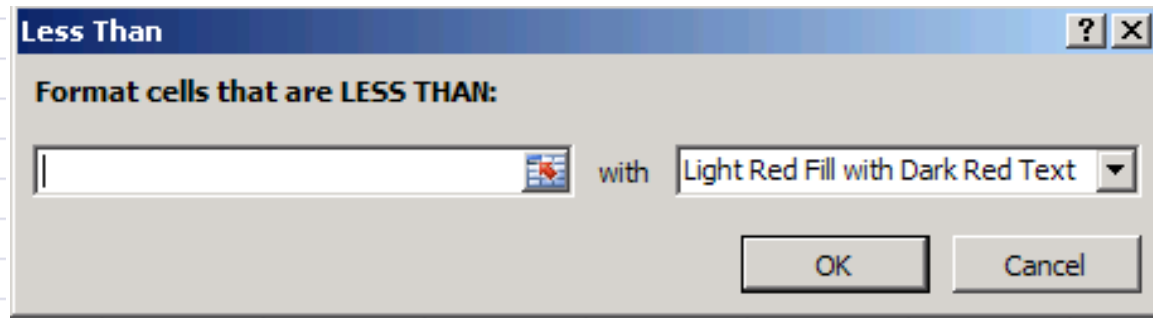 Less Than
?
Format cells that are LESS THAN:
with Light Red Fill with Dark Red Text
OK Cancel